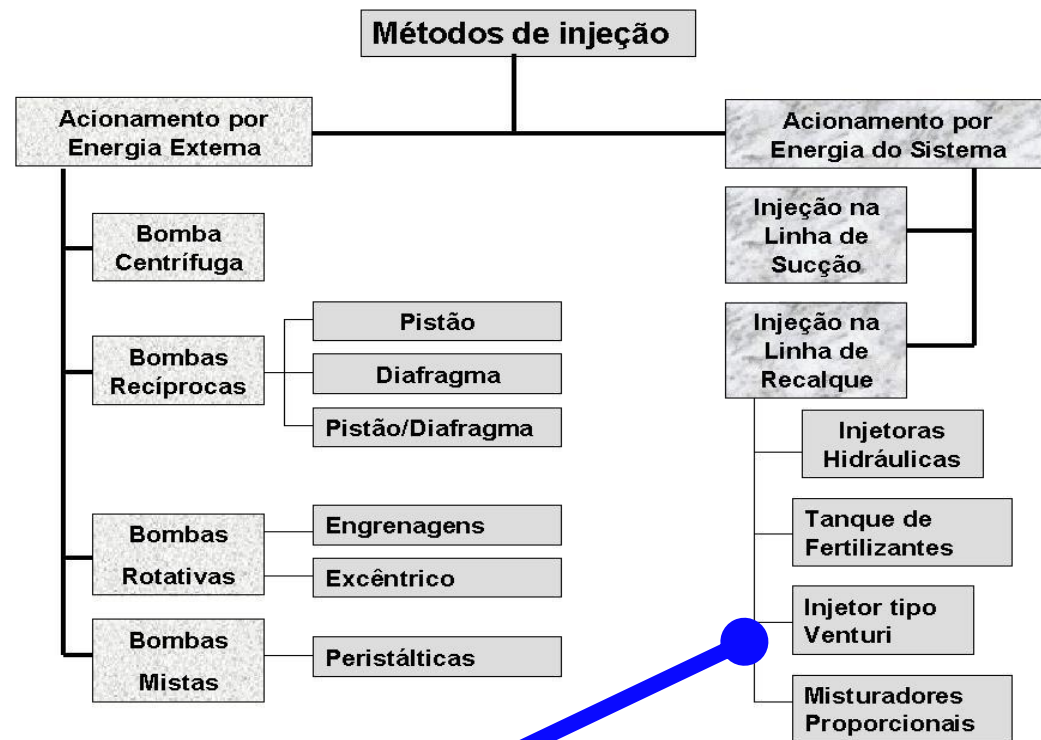 Métodos de injeção
Acionamento por
Energia Externa
Bomba
Centrífuga
Bombas
Recíprocas
Pistão
Diafragma
Pistão/Diafragma
Bombas
Rotativas
Engrenagens
Excêntrico
Bombas
Mistas
Peristálticas
Acionamento por
Energia do Sistema
Injeção na
Linha de
Sucção
Injeção na
Linha de
Recalque
Injetoras
Hidráulicas
Tanque de
Fertilizantes
Injetor tipo
Venturi
Misturadores
Proporcionais